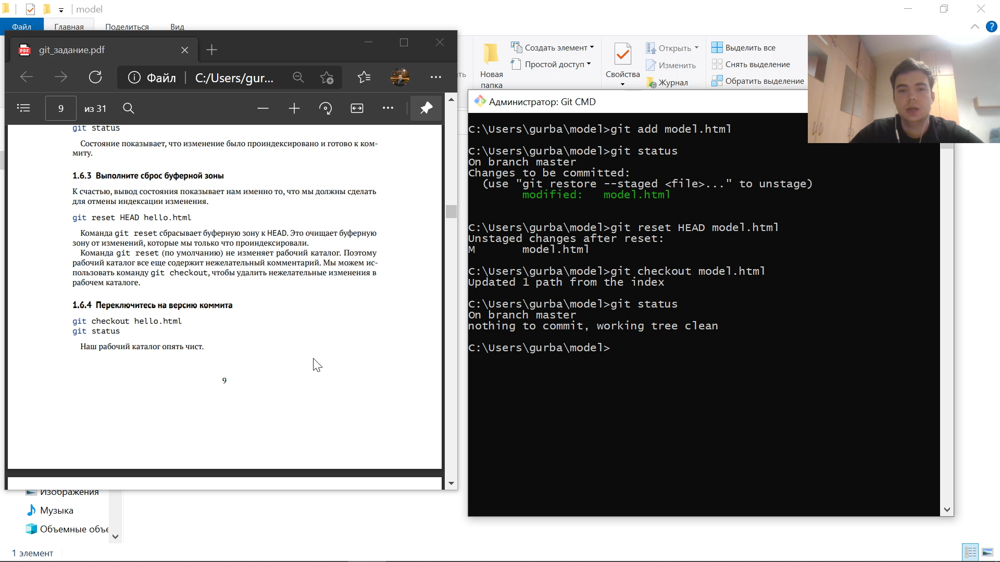 model
Файл Главная Поделиться Вид
git_задание.pdf
Файл C:/Users/gur...
9 из 31
git status
Состояние показывает, что изменение было проиндексировано и готово к ком-
миту.
1.6.3 Выполните сброс буферной зоны
К счастью, вывод состояния показывает нам именно то, что мы должны сделать
для отмены индексации изменения.
git reset HEAD hello.html
Команда git reset сбрасывает буферную зону к HEAD. Это очищает буферную
зону от изменений, которые мы только что проиндексировали.
Команда git reset (по умолчанию) не изменяет рабочий каталог. Поэтому
рабочий каталог все еще содержит нежелательный комментарий. Мы можем ис-
пользовать команду git checkout, чтобы удалить нежелательные изменения в
рабочем каталоге.
1.6.4 Переключитесь на версию коммита
git checkout hello.html
git status
Наш рабочий каталог опять чист.
9
Изображения
Музыка
Объемные объе
1 элемент
Новая
папка
Создать элемент
Простой доступ
Свойства
Открыть
Изменить
Журнал
Выделить все
Снять выделение
Обратить выделение
Администратор: Git CMD
C:\Users\gurba\model>git add model.html
C:\Users\gurba\model>git status
On branch master
Changes to be committed:
(use "git restore --staged <file>..." to unstage)
modified: model.html
C:\Users\gurba\model>git reset HEAD model.html
Unstaged changes after reset:
M model.html
C:\Users\gurba\model>git checkout model.html
Updated 1 path from the index
C:\Users\gurba\model>git status
On branch master
nothing to commit, working tree clean
C:\Users\gurba\model>